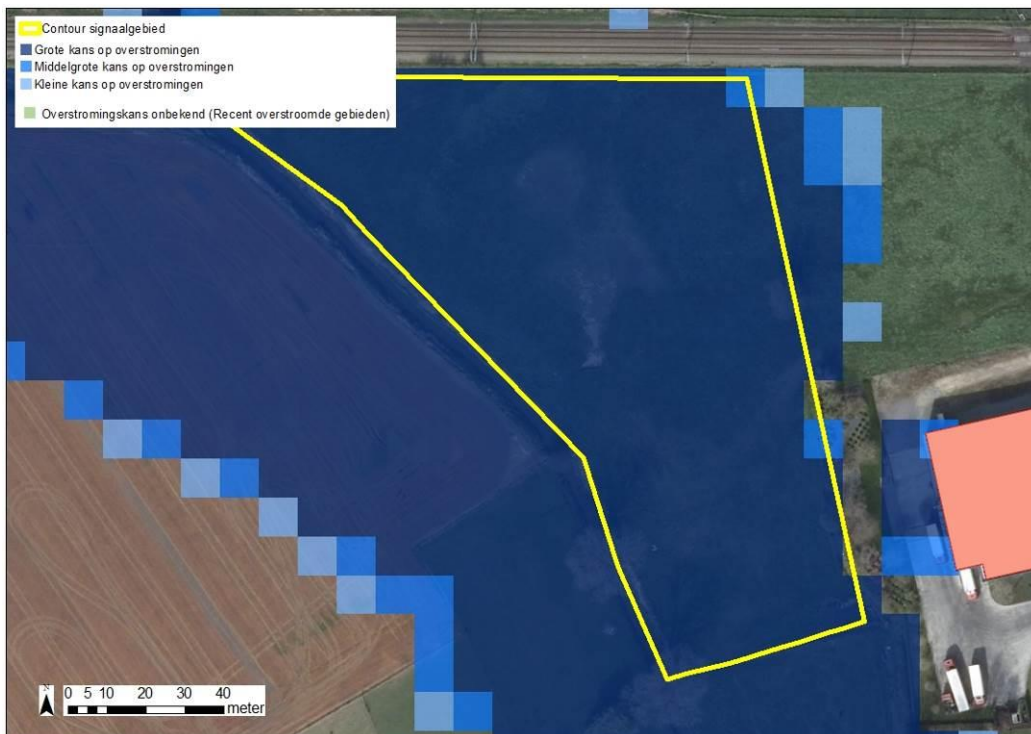 Contour signaalgebied
Grote kans op overstromingen
Middelgrote kans op overstromingen
Kleine kans op overstromingen
Overstromingskans onbekend (Recent overstroomde gebieden)
N
0 5 10 20 30 40
meter